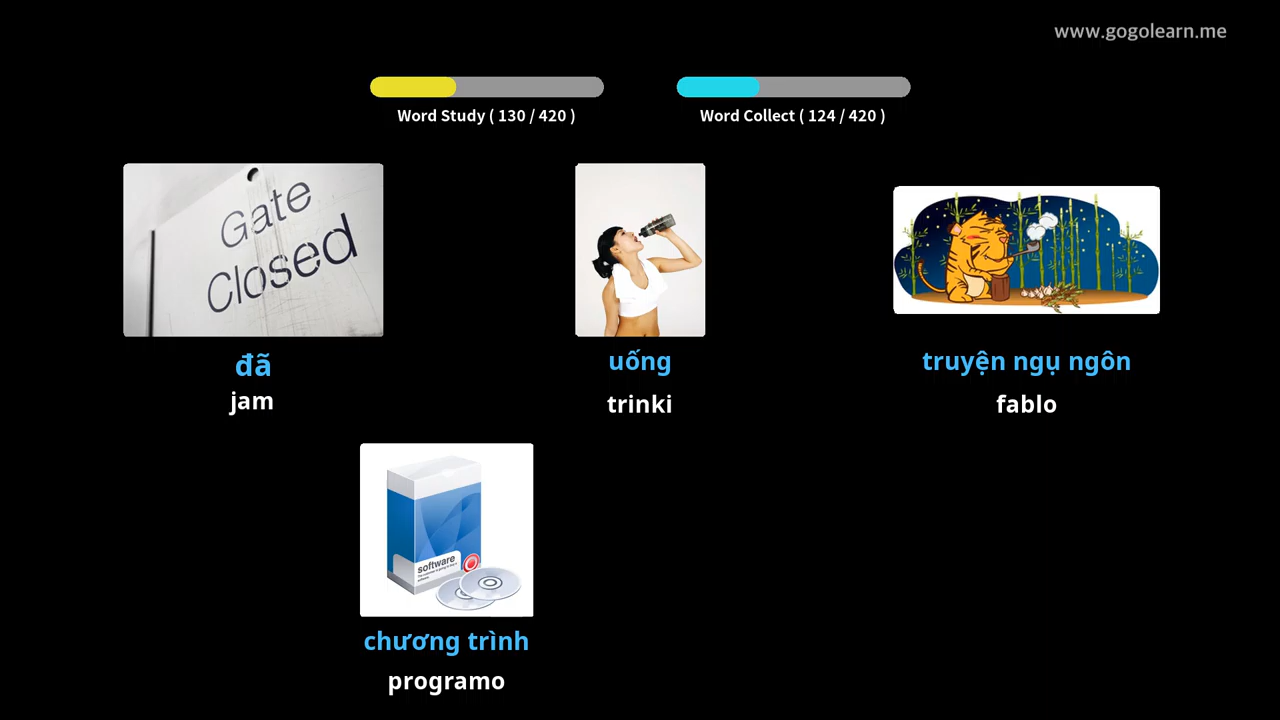 www.gogolearn.me
Word Study ( 130 / 420 )
Word Collect ( 124 / 420 )
Gate
Closed
đã
jam
uống
trinki
truyện ngụ ngôn
fablo
software
chương trình
programo